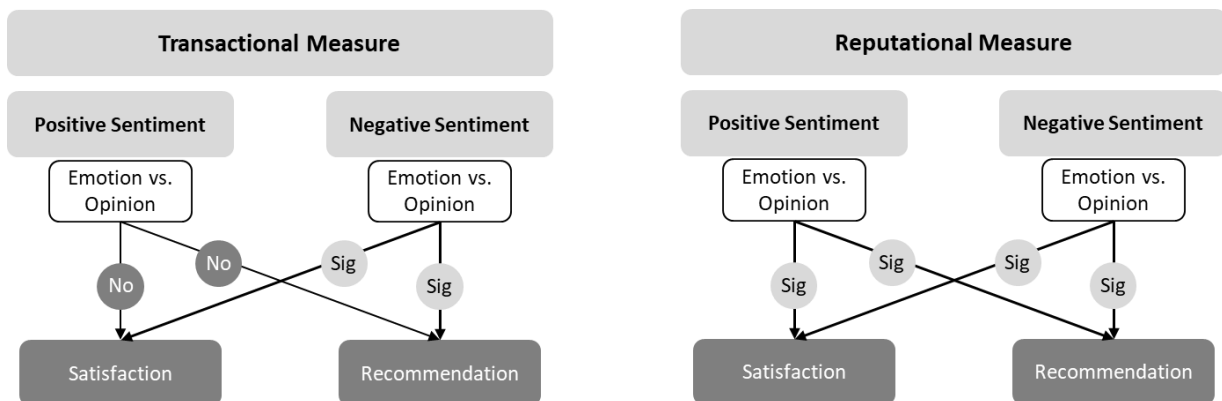 Transactional Measure
Positive Sentiment
Negative Sentiment
Emotion vs.
Opinion
Emotion vs.
Opinion
No
Sig
No
Sig
Satisfaction
Recommendation
Reputational Measure
Positive Sentiment
Negative Sentiment
Emotion vs.
Opinion
Emotion vs.
Opinion
Sig
Sig
Sig
Sig
Satisfaction
Recommendation